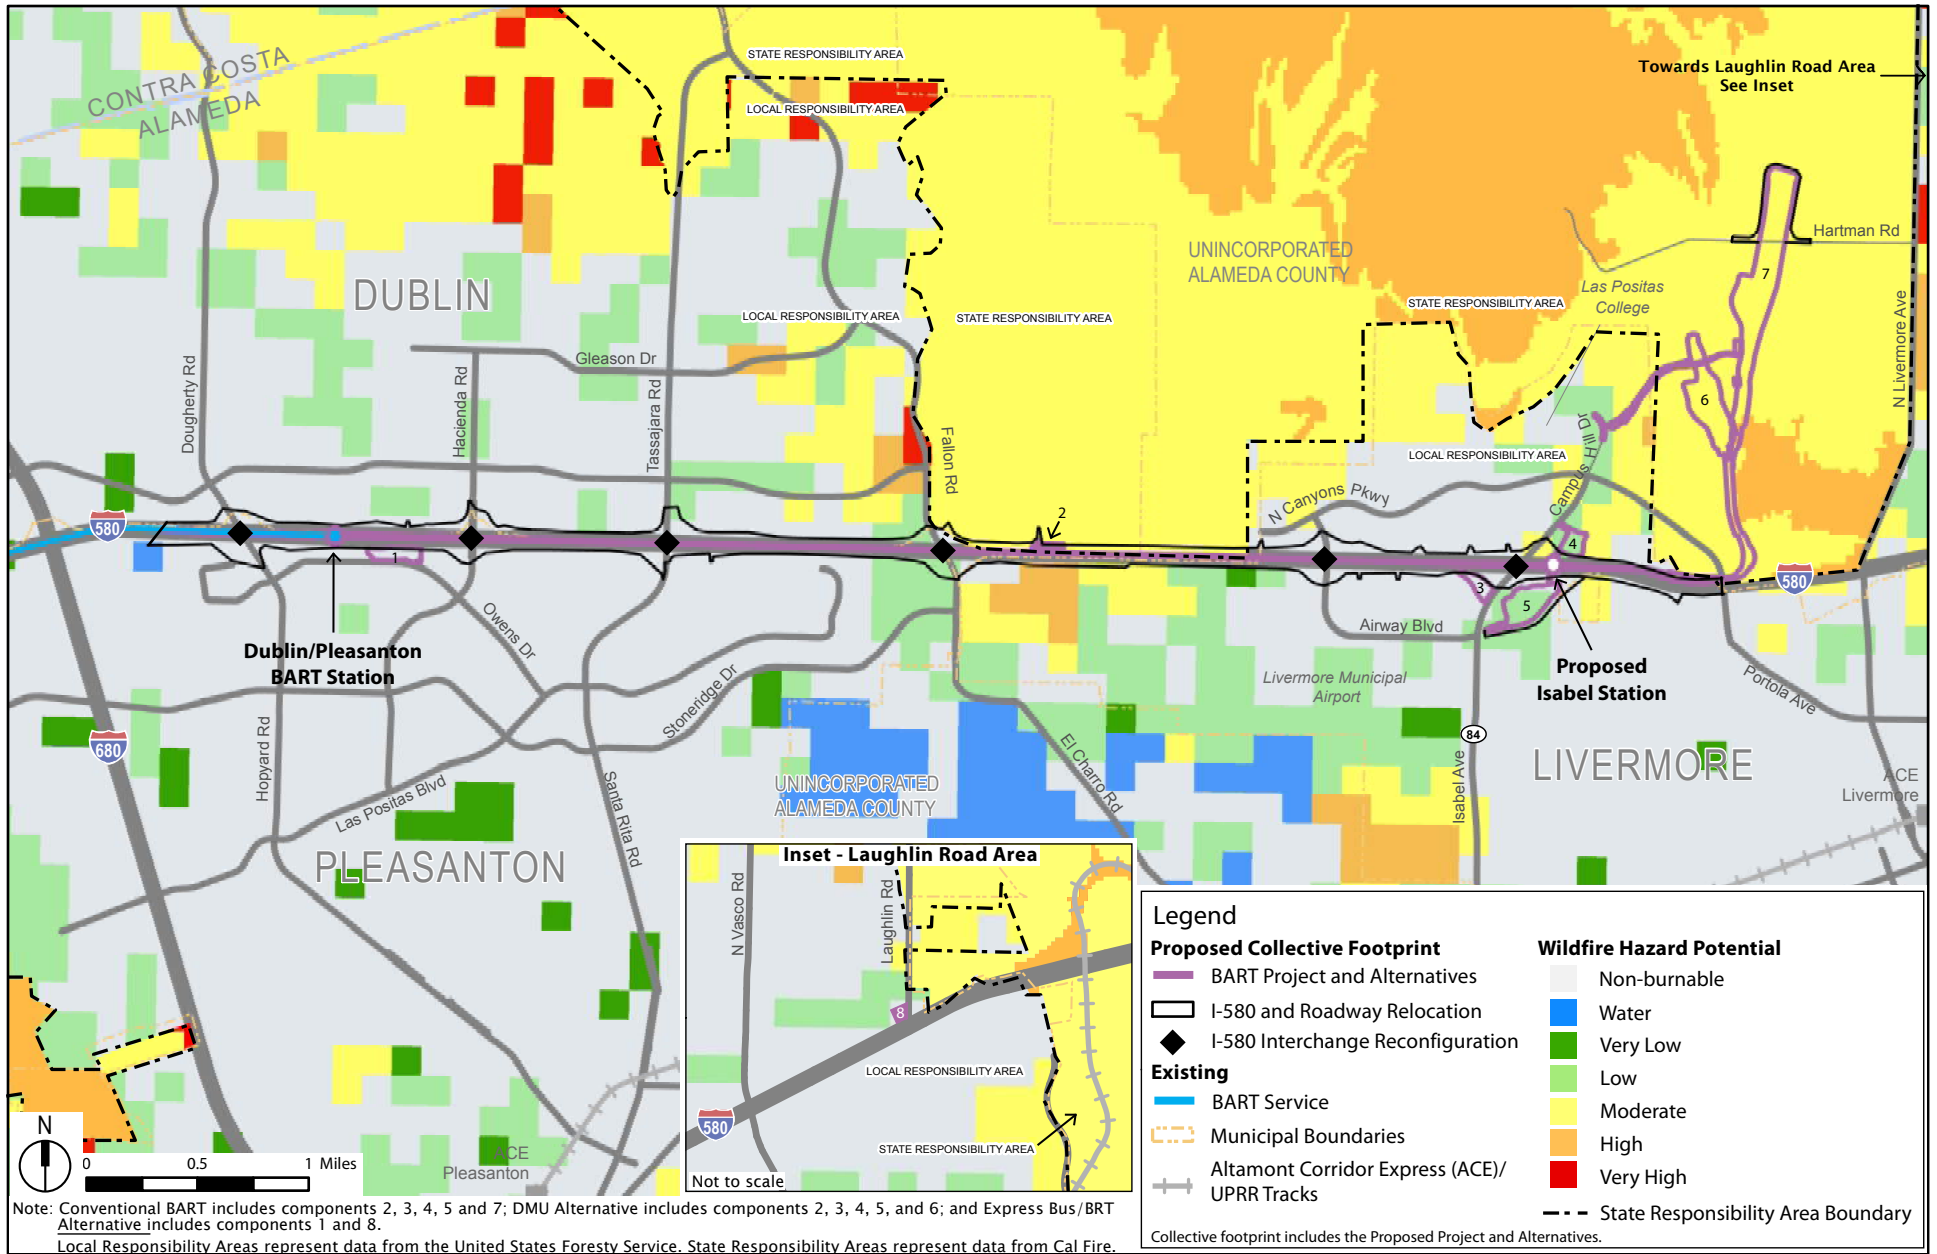 CONTRA COSTA
ALAMEDA
STATE RESPONSIBILITY AREA
LOCAL RESPONSIBILITY AREA
Towards Laughlin Road Area
See Inset
DUBLIN
UNINCORPORATED
ALAMEDA COUNTY
Hartman Rd
7
Las Positas
College
STATE RESPONSIBILITY AREA
LOCAL RESPONSIBILITY AREA
STATE RESPONSIBILITY AREA
N Livermore Ave
Gleason Dr
Dougherty Rd
Hacienda Rd
Tassajara Rd
Fallon Rd
6
Campus Hill Dr
LOCAL RESPONSIBILITY AREA
N Canyons Pkwy
2
580
1
4
3
5
580
Owens Dr
Airway Blvd
Dublin/Pleasanton
BART Station
Proposed
Isabel Station
Livermore Municipal
Airport
Portola Ave
Stoneridge Dr
680
Hopyard Rd
El Charro Rd
84
Isabel Ave
LIVERMORE
ACE
Livermore
Las Positas Blvd
Santa Rita Rd
UNINCORPORATED
ALAMEDA COUNTY
PLEASANTON
Inset - Laughlin Road Area
N Vasco Rd
Laughlin Rd
8
LOCAL RESPONSIBILITY AREA
580
STATE RESPONSIBILITY AREA
Not to scale
ACE
Pleasanton
N
0 0.5 1 Miles
Legend
Proposed Collective Footprint
BART Project and Alternatives
I-580 and Roadway Relocation
I-580 Interchange Reconfiguration
Existing
BART Service
Municipal Boundaries
Altamont Corridor Express (ACE)/
UPRR Tracks
Wildfire Hazard Potential
Non-burnable
Water
Very Low
Low
Moderate
High
Very High
State Responsibility Area Boundary
Collective footprint includes the Proposed Project and Alternatives.
Note: Conventional BART includes components 2, 3, 4, 5 and 7; DMU Alternative includes components 2, 3, 4, 5, and 6; and Express Bus/BRT
Alternative includes components 1 and 8.
Local Responsibility Areas represent data from the United States Foresty Service. State Responsibility Areas represent data from Cal Fire.